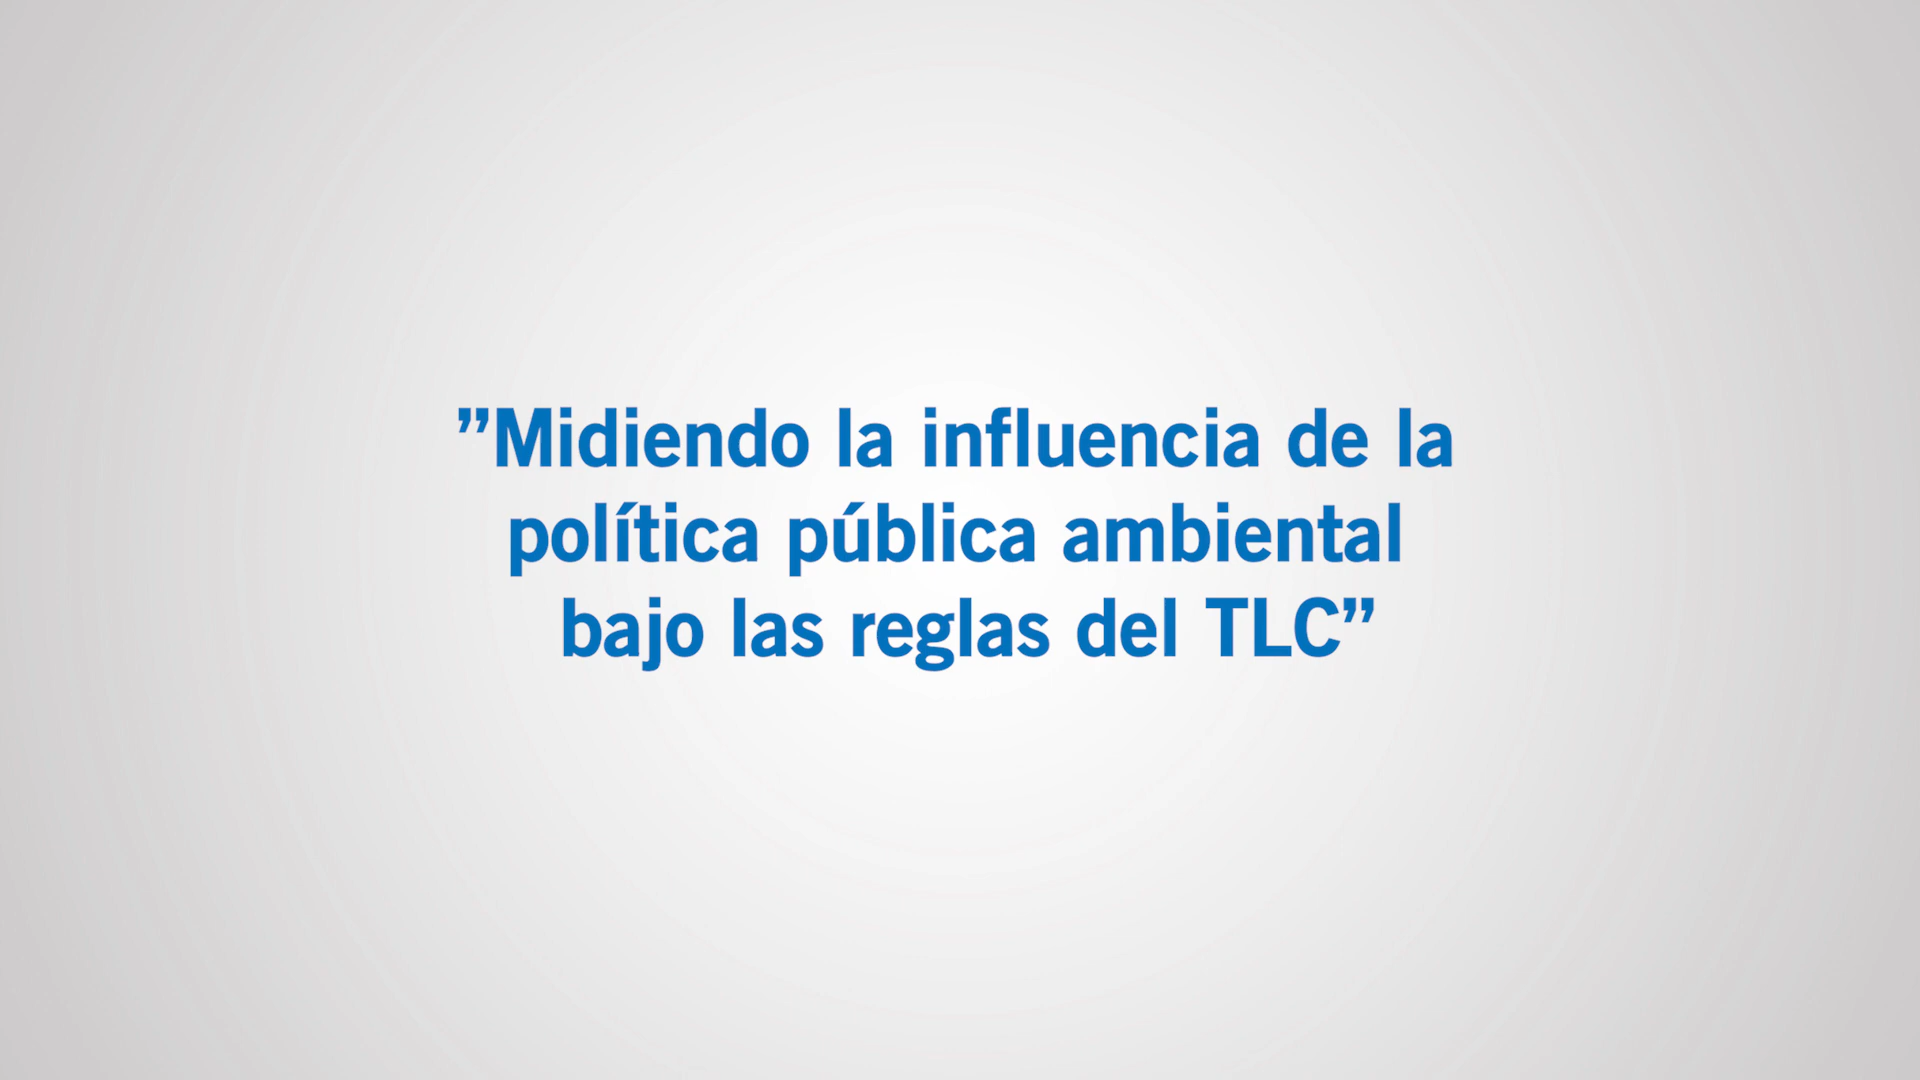 ”Midiendo la influencia de la
política pública ambiental
bajo las reglas del TLC”